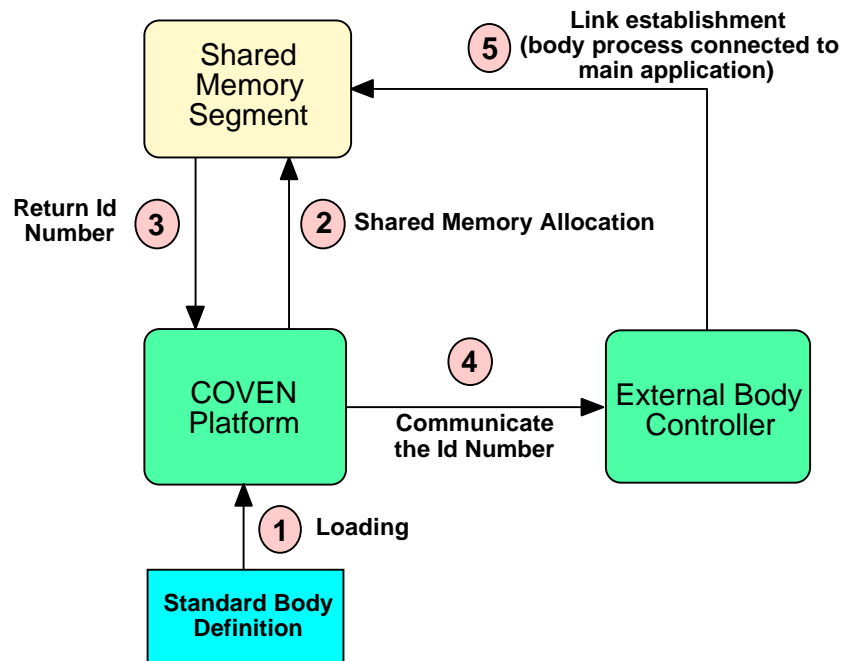 Link establishment
(body process connected to
main application)
5
Shared
Memory
Segment
Return Id
Number
3
2
Shared Memory Allocation
COVEN
Platform
4
Communicate
the Id Number
External Body
Controller
1
Loading
Standard Body
Definition